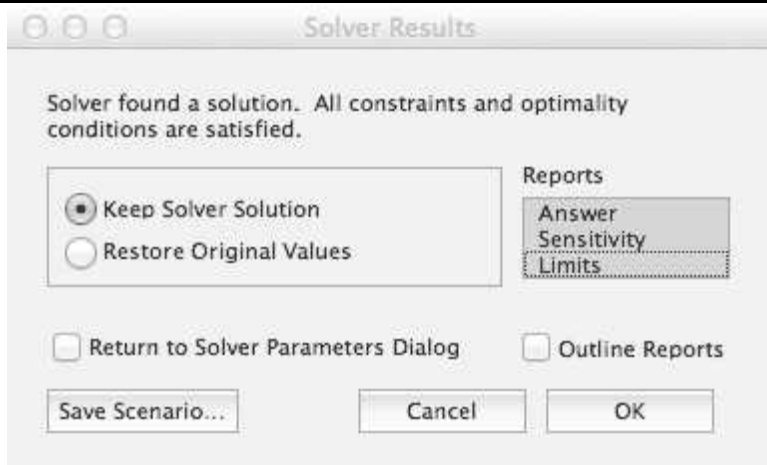 Solver Results
Solver found a solution. All constraints and optimality
conditions are satisfied.
Keep Solver Solution
Restore Original Values
Reports
Answer
Sensitivity
Limits
Return to Solver Parameters Dialog
Outline Reports
Save Scenario...
Cancel
OK